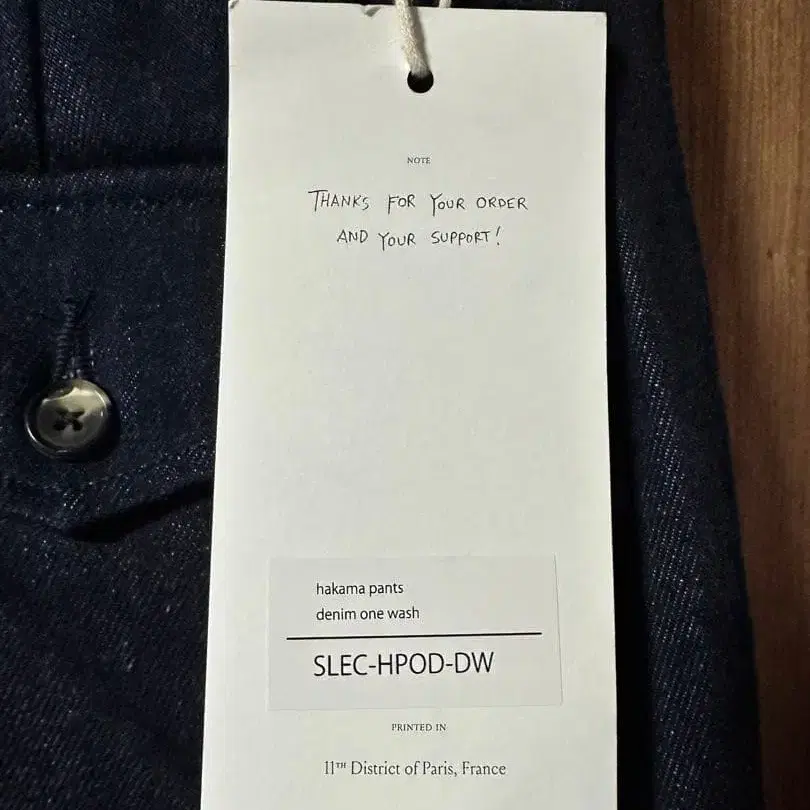 NOTE
THANKS FOR YOUR ORDER
AND YOUR SUPPORT!
hakama pants
denim one wash
SLEC-HPOD-DW
PRINTED IN
11TH District of Paris, France